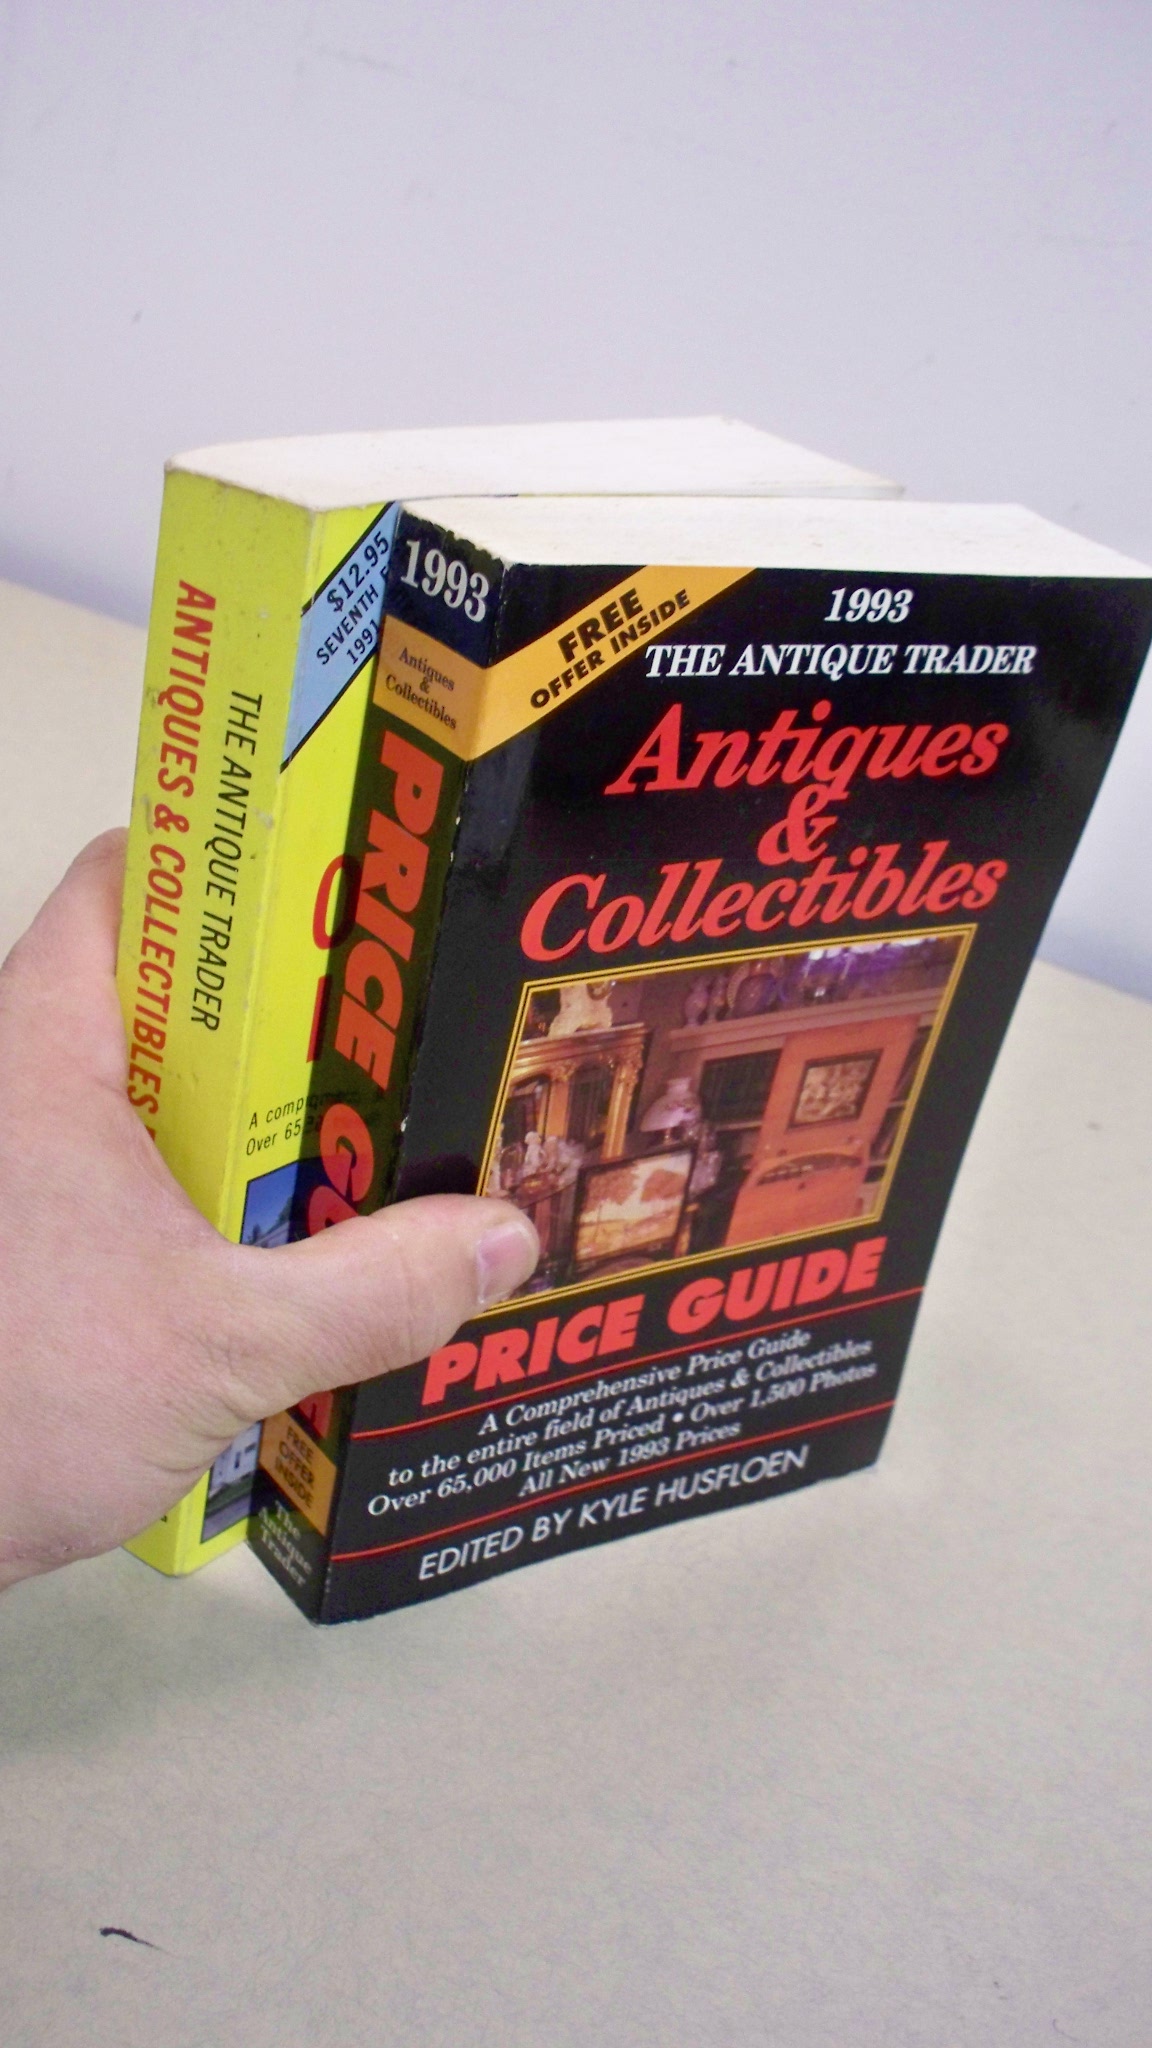 ANTIQUES & COLLECTIBLES
THE ANTIQUE TRADER
$12.95
SEVENTH
1991
Over 65
1993
Antiques
&
Collectibles
PRICE
FREE
OFFER
INSIDE
The
Antique
Trader
FREE
OFFER INSIDE
1993
THE ANTIQUE TRADER
Antiques
&
Collectibles
PRICE GUIDE
A Comprehensive Price Guide
to the entire field of Antiques & Collectibles
Over 65,000 Items Priced • Over 1,500 Photos
All New 1993 Prices
EDITED BY KYLE HUSFLOEN